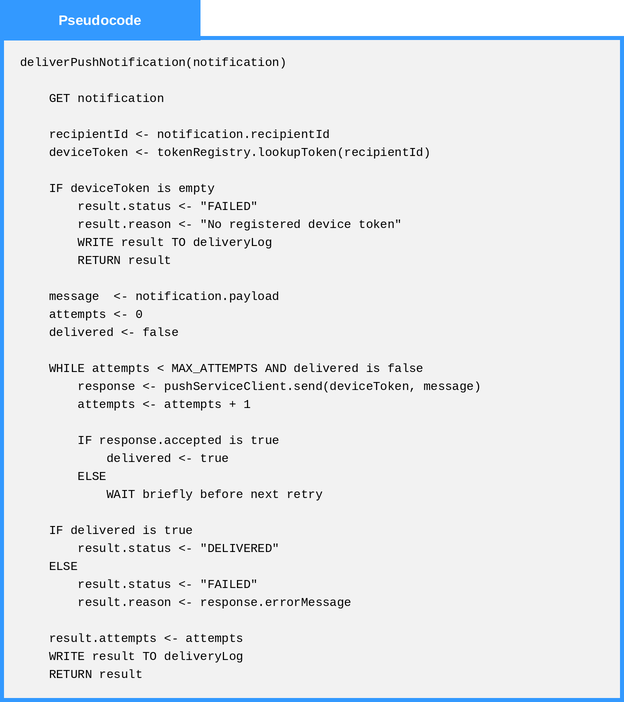 Pseudocode
deliverPushNotification(notification)
    GET notification
    recipientId <- notification.recipientId
    deviceToken <- tokenRegistry.lookupToken(recipientId)
    IF deviceToken is empty
        result.status <- "FAILED"
        result.reason <- "No registered device token"
        WRITE result TO deliveryLog
        RETURN result
    message  <- notification.payload
    attempts <- 0
    delivered <- false
    WHILE attempts < MAX_ATTEMPTS AND delivered is false
        response <- pushServiceClient.send(deviceToken, message)
        attempts <- attempts + 1
        IF response.accepted is true
            delivered <- true
        ELSE
            WAIT briefly before next retry
    IF delivered is true
        result.status <- "DELIVERED"
    ELSE
        result.status <- "FAILED"
        result.reason <- response.errorMessage
    result.attempts <- attempts
    WRITE result TO deliveryLog
    RETURN result